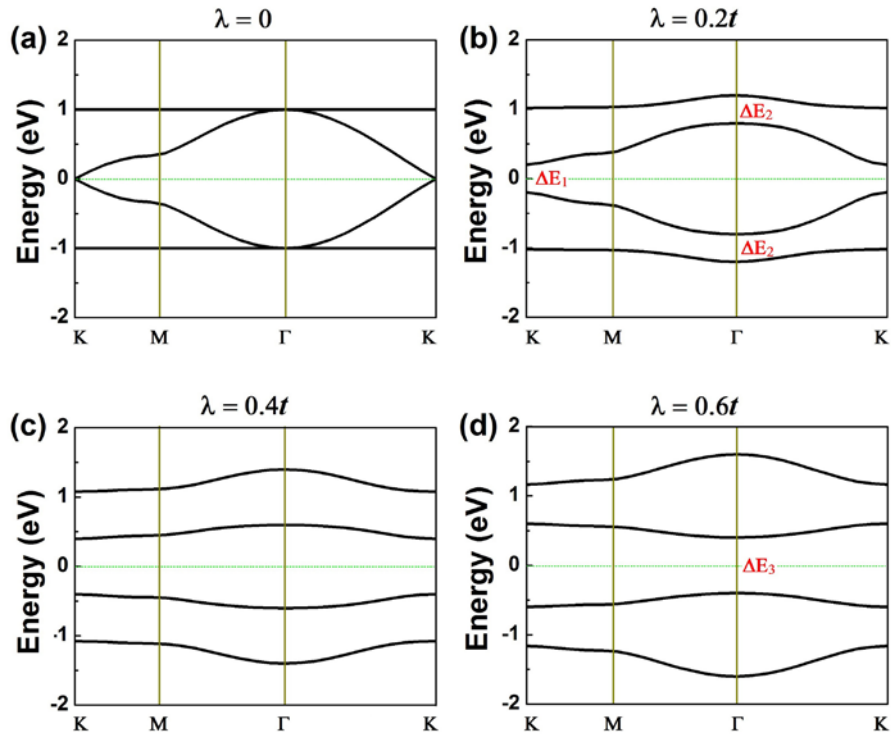 λ = 0
(a)
2
1
0
-1
-2
Energy (eV)
K M Γ K
λ = 0.2t
(b)
2
1
0
-1
-2
Energy (eV)
ΔE₂
ΔE₁
ΔE₂
K M Γ K
λ = 0.4t
(c)
2
1
0
-1
-2
Energy (eV)
K M Γ K
λ = 0.6t
(d)
2
1
0
-1
-2
Energy (eV)
ΔE₃
K M Γ K